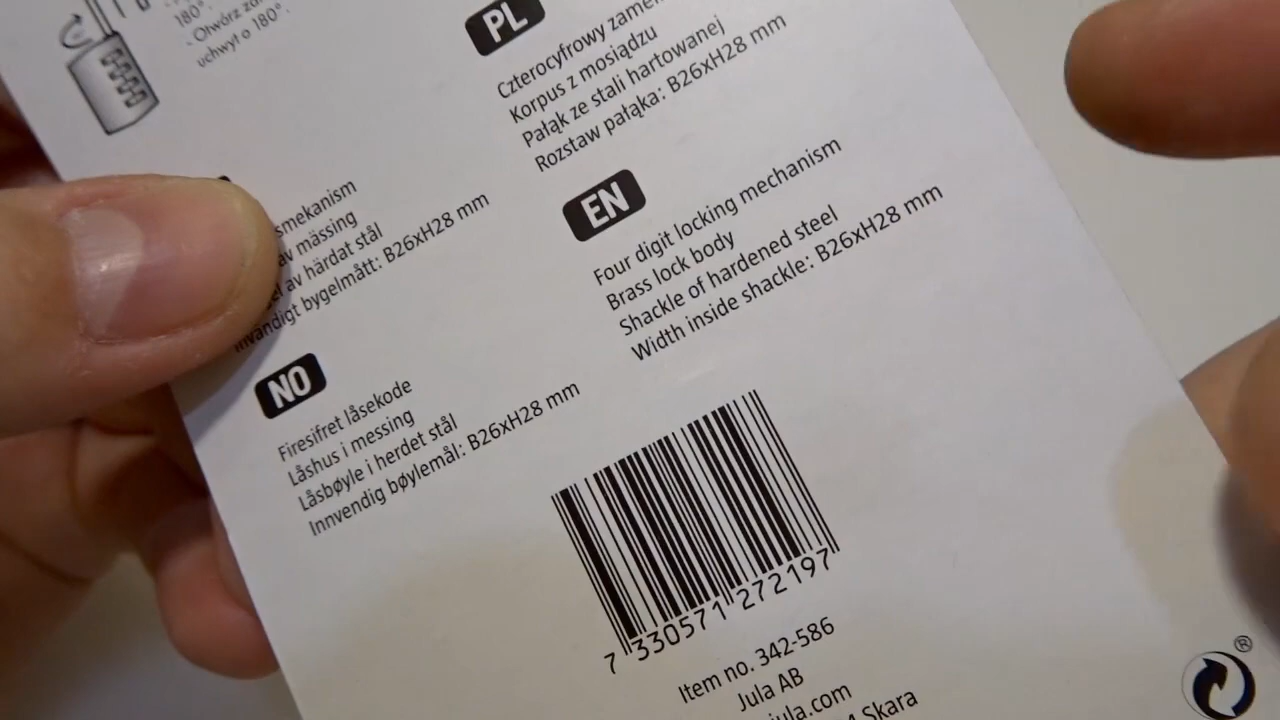 180°.
- Otwórz
uchwyt o 180°.
PL
Czterocyfrowy
Korpus z mosiądzu
Pałąk ze stali hartowanej
Rozstaw pałąka: B26xH28 mm
smekanism
av mässing
av härdat stål
Invändigt bygelmått: B26xH28 mm
EN
Four digit locking mechanism
Brass lock body
Shackle of hardened steel
Width inside shackle: B26xH28 mm
NO
Firesifret låsekode
Låshus i messing
Låsbøyle i herdet stål
Innvendig bøylemål: B26xH28 mm
7 330571 272197
Item no. 342-586
Jula AB
jula.com
Skara
®